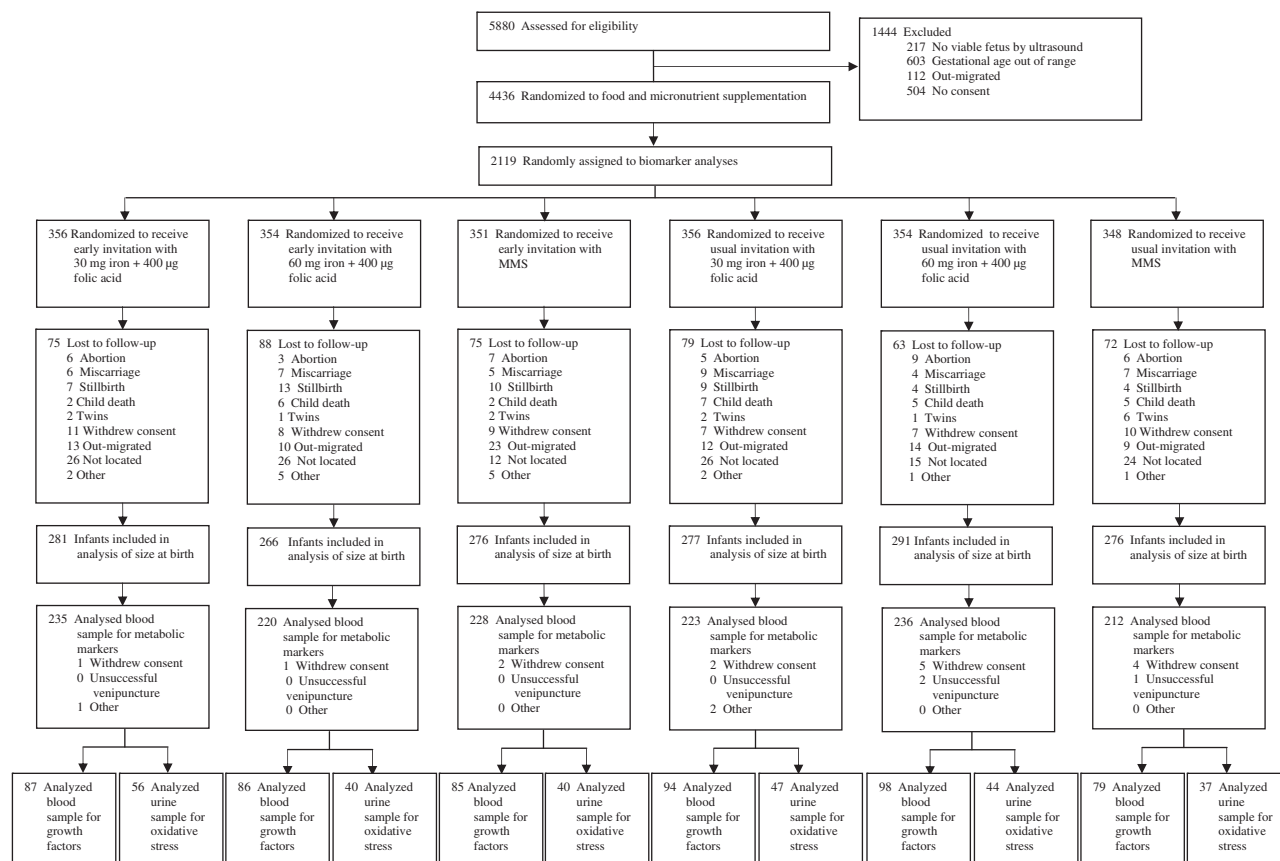 5880 Assessed for eligibility
1444 Excluded
217 No viable fetus by ultrasound
603 Gestational age out of range
112 Out-migrated
504 No consent
4436 Randomized to food and micronutrient supplementation
2119 Randomly assigned to biomarker analyses
356 Randomized to receive
early invitation with
30 mg iron + 400 µg
folic acid
354 Randomized to receive
early invitation with
60 mg iron + 400 µg
folic acid
351 Randomized to receive
early invitation with
MMS
356 Randomized to receive
usual invitation with
30 mg iron + 400 µg
folic acid
354 Randomized to receive
usual invitation with
60 mg iron + 400 µg
folic acid
348 Randomized to receive
usual invitation with
MMS
75 Lost to follow-up
6 Abortion
6 Miscarriage
7 Stillbirth
2 Child death
2 Twins
11 Withdrew consent
13 Out-migrated
26 Not located
2 Other
88 Lost to follow-up
3 Abortion
7 Miscarriage
13 Stillbirth
6 Child death
1 Twins
8 Withdrew consent
10 Out-migrated
26 Not located
5 Other
75 Lost to follow-up
7 Abortion
5 Miscarriage
10 Stillbirth
2 Child death
2 Twins
9 Withdrew consent
23 Out-migrated
12 Not located
5 Other
79 Lost to follow-up
5 Abortion
9 Miscarriage
9 Stillbirth
7 Child death
2 Twins
7 Withdrew consent
12 Out-migrated
26 Not located
2 Other
63 Lost to follow-up
9 Abortion
4 Miscarriage
4 Stillbirth
5 Child death
1 Twins
7 Withdrew consent
14 Out-migrated
15 Not located
1 Other
72 Lost to follow-up
6 Abortion
7 Miscarriage
4 Stillbirth
5 Child death
6 Twins
10 Withdrew consent
9 Out-migrated
24 Not located
1 Other
281 Infants included in
analysis of size at birth
266 Infants included in
analysis of size at birth
276 Infants included in
analysis of size at birth
277 Infants included in
analysis of size at birth
291 Infants included in
analysis of size at birth
276 Infants included in
analysis of size at birth
235 Analysed blood
sample for metabolic
markers
1 Withdrew consent
0 Unsuccessful
venipuncture
1 Other
220 Analysed blood
sample for metabolic
markers
1 Withdrew consent
0 Unsuccessful
venipuncture
0 Other
228 Analysed blood
sample for metabolic
markers
2 Withdrew consent
0 Unsuccessful
venipuncture
0 Other
223 Analysed blood
sample for metabolic
markers
2 Withdrew consent
0 Unsuccessful
venipuncture
2 Other
236 Analysed blood
sample for metabolic
markers
5 Withdrew consent
2 Unsuccessful
venipuncture
0 Other
212 Analysed blood
sample for metabolic
markers
4 Withdrew consent
1 Unsuccessful
venipuncture
0 Other
87 Analyzed
blood
sample for
growth
factors
56 Analyzed
urine
sample for
oxidative
stress
86 Analyzed
blood
sample for
growth
factors
40 Analyzed
urine
sample for
oxidative
stress
85 Analyzed
blood
sample for
growth
factors
40 Analyzed
urine
sample for
oxidative
stress
94 Analyzed
blood
sample for
growth
factors
47 Analyzed
urine
sample for
oxidative
stress
98 Analyzed
blood
sample for
growth
factors
44 Analyzed
urine
sample for
oxidative
stress
79 Analyzed
blood
sample for
growth
factors
37 Analyzed
urine
sample for
oxidative
stress